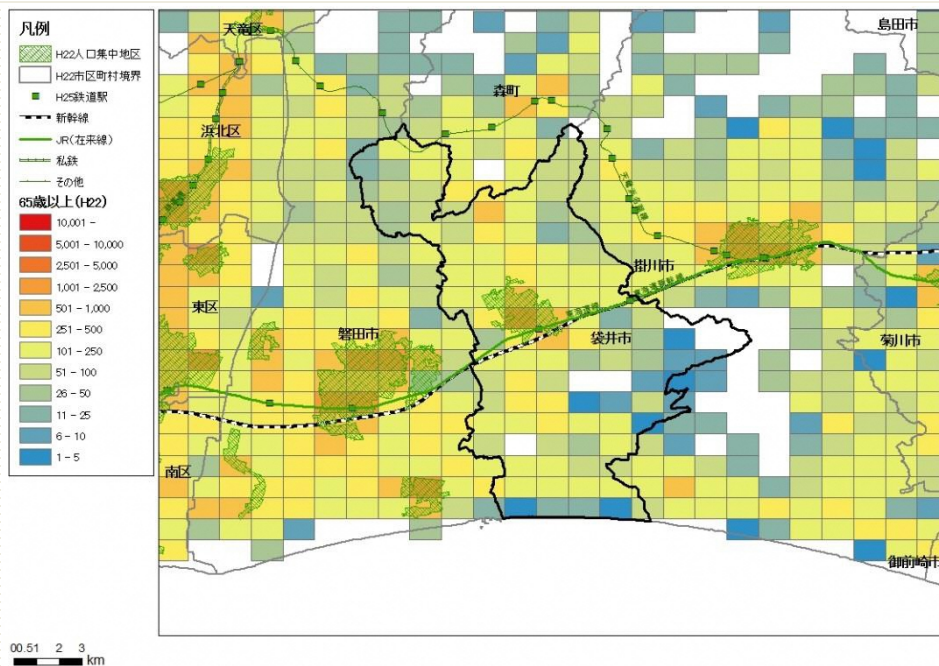 凡例
H22人口集中地区
H22市区町村境界
H25鉄道駅
新幹線
JR(在来線)
私鉄
その他
65歳以上(H22)
10,001 -
5,001 - 10,000
2,501 - 5,000
1,001 - 2,500
501 - 1,000
251 - 500
101 - 250
51 - 100
26 - 50
11 - 25
6 - 10
1 - 5
天竜区
島田市
森町
浜北区
掛川市
東区
磐田市
袋井市
菊川市
南区
御前崎市
00.51 2 3
km